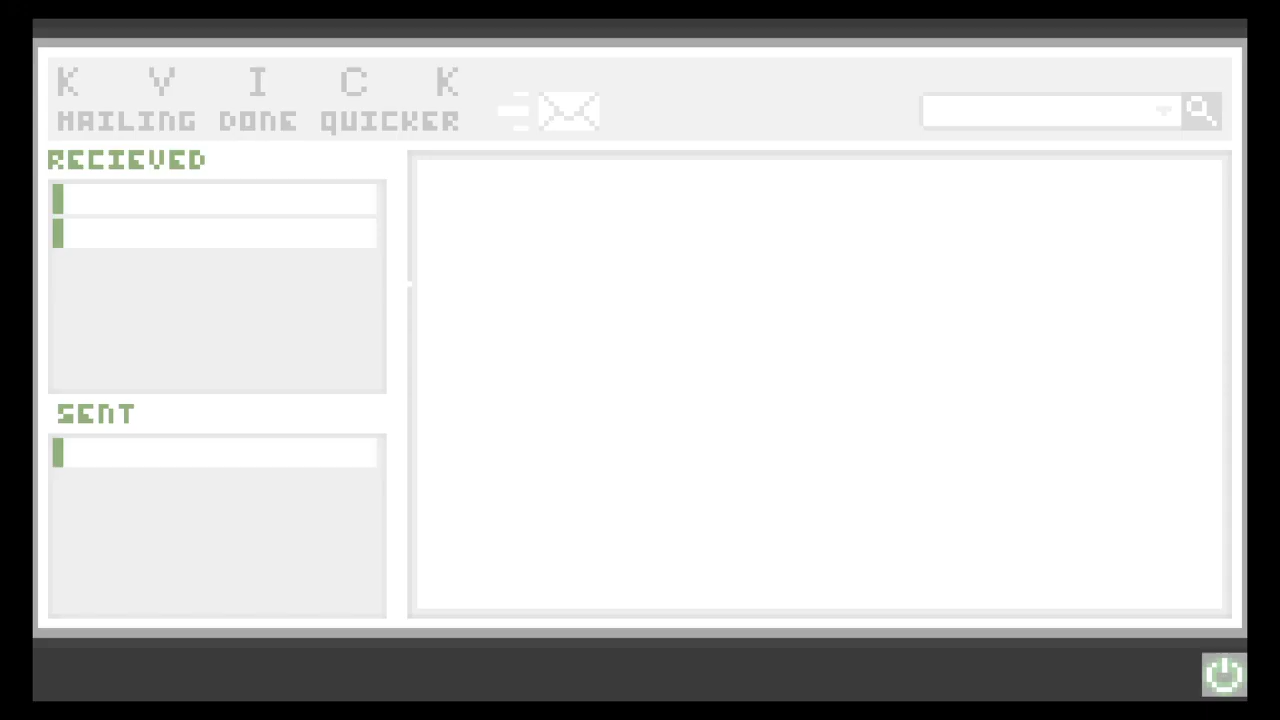 K V I C K
MAILING DONE QUICKER
RECIEVED
SENT